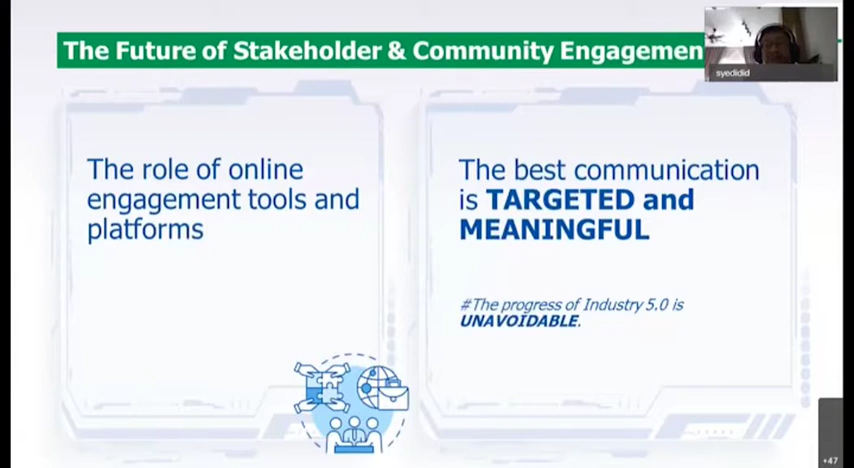 The Future of Stakeholder & Community Engagemen
syedidid
The role of online
engagement tools and
platforms
The best communication
is TARGETED and
MEANINGFUL
#The progress of Industry 5.0 is
UNAVOIDABLE.
+47